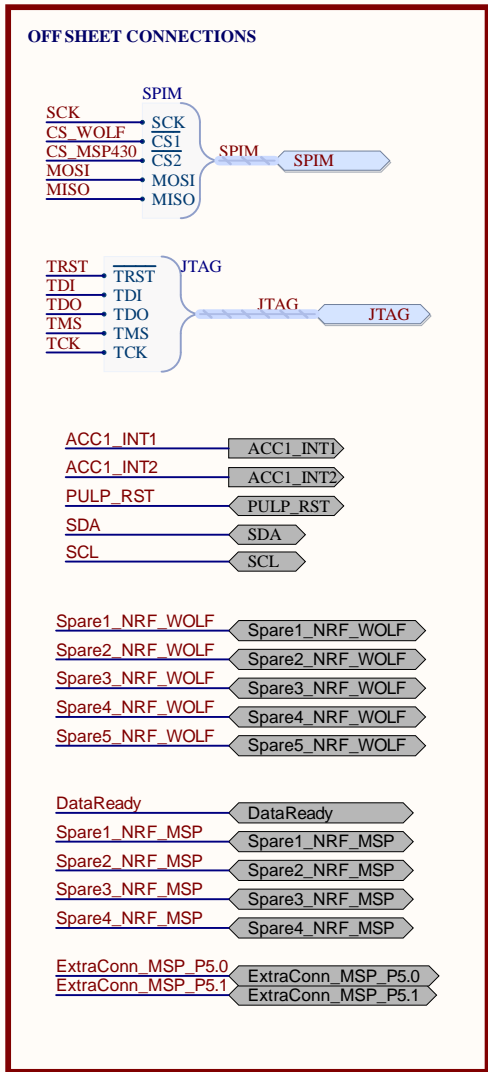 OFF SHEET CONNECTIONS
SPIM
SCK SCK
CS_WOLF CS1
CS_MSP430 CS2 SPIM SPIM
MOSI MOSI
MISO MISO
JTAG
TRST TRST
TDI TDI
TDO TDO JTAG JTAG
TMS TMS
TCK TCK
ACC1_INT1 ACC1_INT1
ACC1_INT2 ACC1_INT2
PULP_RST PULP_RST
SDA SDA
SCL SCL
Spare1_NRF_WOLF Spare1_NRF_WOLF
Spare2_NRF_WOLF Spare2_NRF_WOLF
Spare3_NRF_WOLF Spare3_NRF_WOLF
Spare4_NRF_WOLF Spare4_NRF_WOLF
Spare5_NRF_WOLF Spare5_NRF_WOLF
DataReady DataReady
Spare1_NRF_MSP Spare1_NRF_MSP
Spare2_NRF_MSP Spare2_NRF_MSP
Spare3_NRF_MSP Spare3_NRF_MSP
Spare4_NRF_MSP Spare4_NRF_MSP
ExtraConn_MSP_P5.0 ExtraConn_MSP_P5.0
ExtraConn_MSP_P5.1 ExtraConn_MSP_P5.1